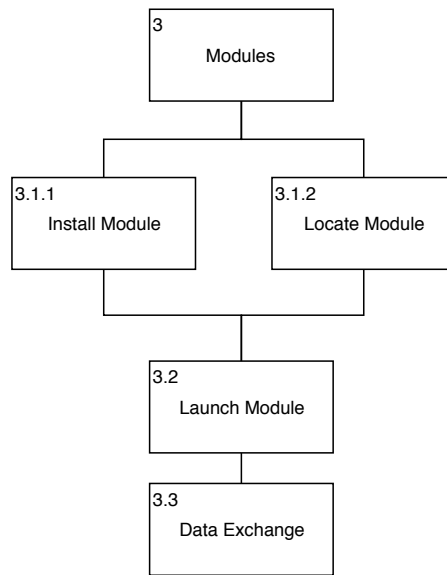 3
Modules
3.1.1
Install Module
3.1.2
Locate Module
3.2
Launch Module
3.3
Data Exchange